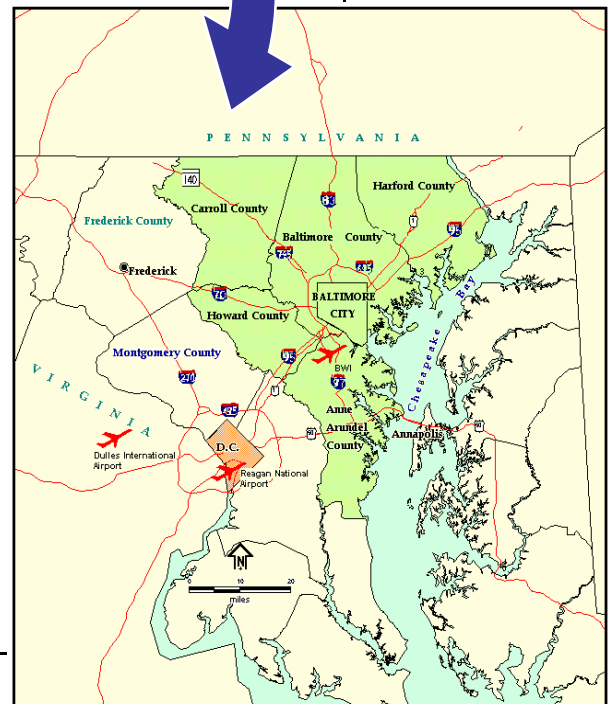 P E N N S Y L V A N I A
140
83
Harford County
Carroll County
Frederick County
1
Baltimore County
95
795
695
Frederick
70
BALTIMORE
CITY
Howard County
Chesapeake Bay
Montgomery County
95
BWI
270
97
1
495
Anne
Arundel
County
VIRGINIA
50
50
Annapolis
D.C.
Dulles International
Airport
Reagan National
Airport
N
0 10 20
miles